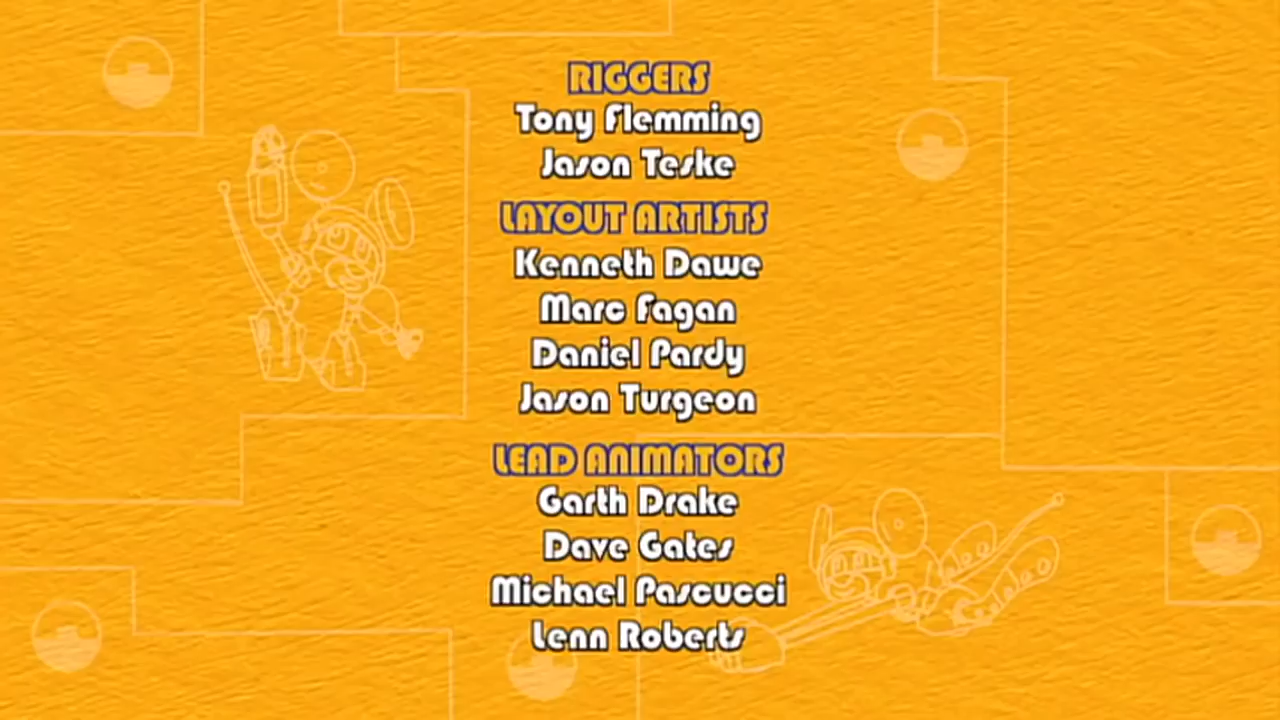 RIGGERS
Tony Flemming
Jason Teske
LAYOUT ARTISTS
Kenneth Dawe
Marc Fagan
Daniel Pardy
Jason Turgeon
LEAD ANIMATORS
Garth Drake
Dave Gates
Michael Pascucci
Lenn Roberts